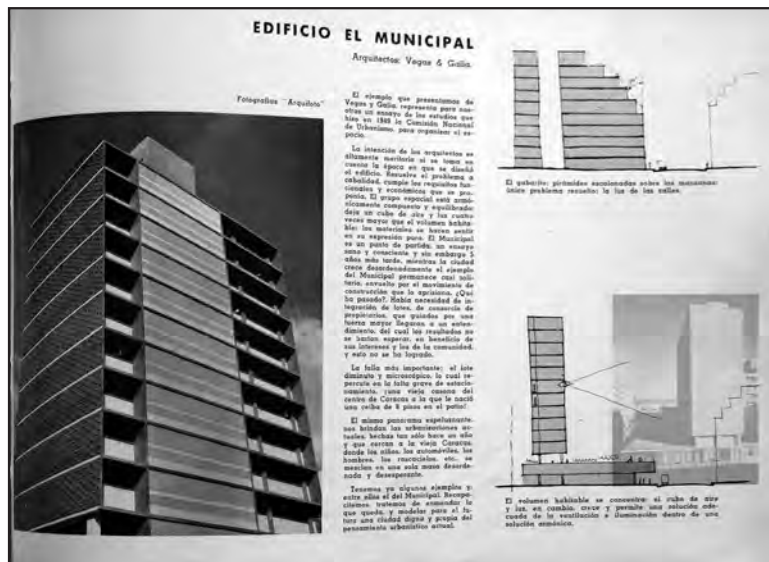 EDIFICIO EL MUNICIPAL
Arquitectos: Vegas & Galia.
Fotografías "Arquifoto"
El ejemplo que presentamos de
Vegas y Galia, representa para nos-
otros un ensayo de los estudios que
hizo en 1949 la Comisión Nacional
de Urbanismo, para organizar el es-
pacio.
La intención de los arquitectos es
altamente meritoria si se toma en
cuenta la época en que se diseñó
el edificio. Resuelve el problema a
cabalidad, cumple los requisitos fun-
cionales y económicos que se pro-
ponía. El grupo espacial está armó-
nicamente compuesto y equilibrado:
deja un cubo de aire y luz cuatro
veces mayor que el volumen habita-
ble; los materiales se hacen sentir
en su expresión pura. El Municipal
es un punto de partida: un ensayo
sano y consciente y sin embargo 5
años más tarde, mientras la ciudad
crece desordenadamente el ejemplo
del Municipal permanece casi soli-
tario, envuelto por el movimiento de
construcción que lo aprisiona. ¿Qué
ha pasado?. Había necesidad de in-
tegración de lotes, de consorcio de
propietarios, que guiados por una
fuerza mayor llegaran a un enten-
dimiento, del cual los resultados no
se harían esperar, en beneficio de
sus intereses y los de la comunidad,
y esto no se ha logrado.
La falla más importante: el lote
diminuto y microscópico, lo cual re-
percute en la falta grave de estacio-
namiento, ¡una vieja casona del
centro de Caracas a la que le nació
una ceiba de 8 pisos en el patio!
El mismo panorama espeluznante,
nos brindan las urbanizaciones ac-
tuales, hechas tan sólo hace un año
y que cercan a la vieja Caracas,
donde los niños, los automóviles, los
hombres, los rascacielos, etc., se
mezclan en una sola masa desorde-
nada y desesperante.
Tenemos ya algunos ejemplos y,
entre ellos el del Municipal. Recapa-
citemos, tratemos de enmendar lo
que queda, y modelar para el fu-
turo una ciudad digna y propia del
pensamiento urbanístico actual.
El gabarito: pirámides escalonadas sobre las manzanas;
único problema resuelto: la luz de las calles.
El volumen habitable se concentra; el cubo de aire
y luz, en cambio, crece y permite una solución ade-
cuada de la ventilación e iluminación dentro de una
solución armónica.